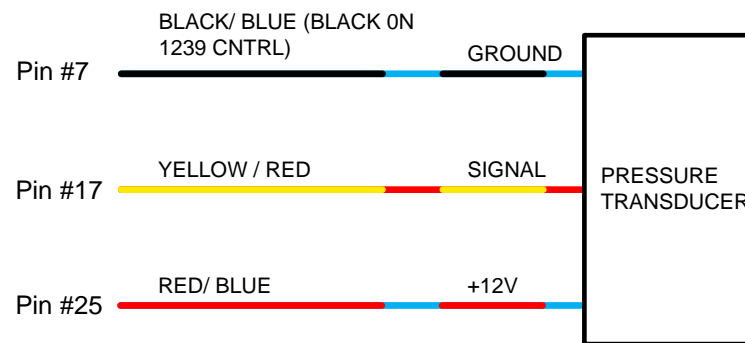 BLACK/ BLUE (BLACK 0N
1239 CNTRL)
Pin #7
GROUND
YELLOW / RED
SIGNAL
Pin #17
PRESSURE
TRANSDUCER
RED/ BLUE
+12V
Pin #25